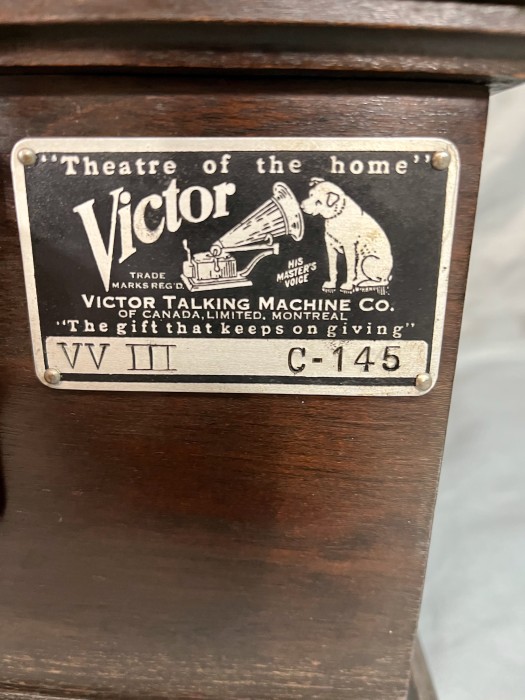 "Theatre of the home"
Victor
TRADE
MARKS REG'D.
HIS
MASTER'S
VOICE
VICTOR TALKING MACHINE CO.
OF CANADA, LIMITED. MONTREAL
"The gift that keeps on giving"
VV III C-145